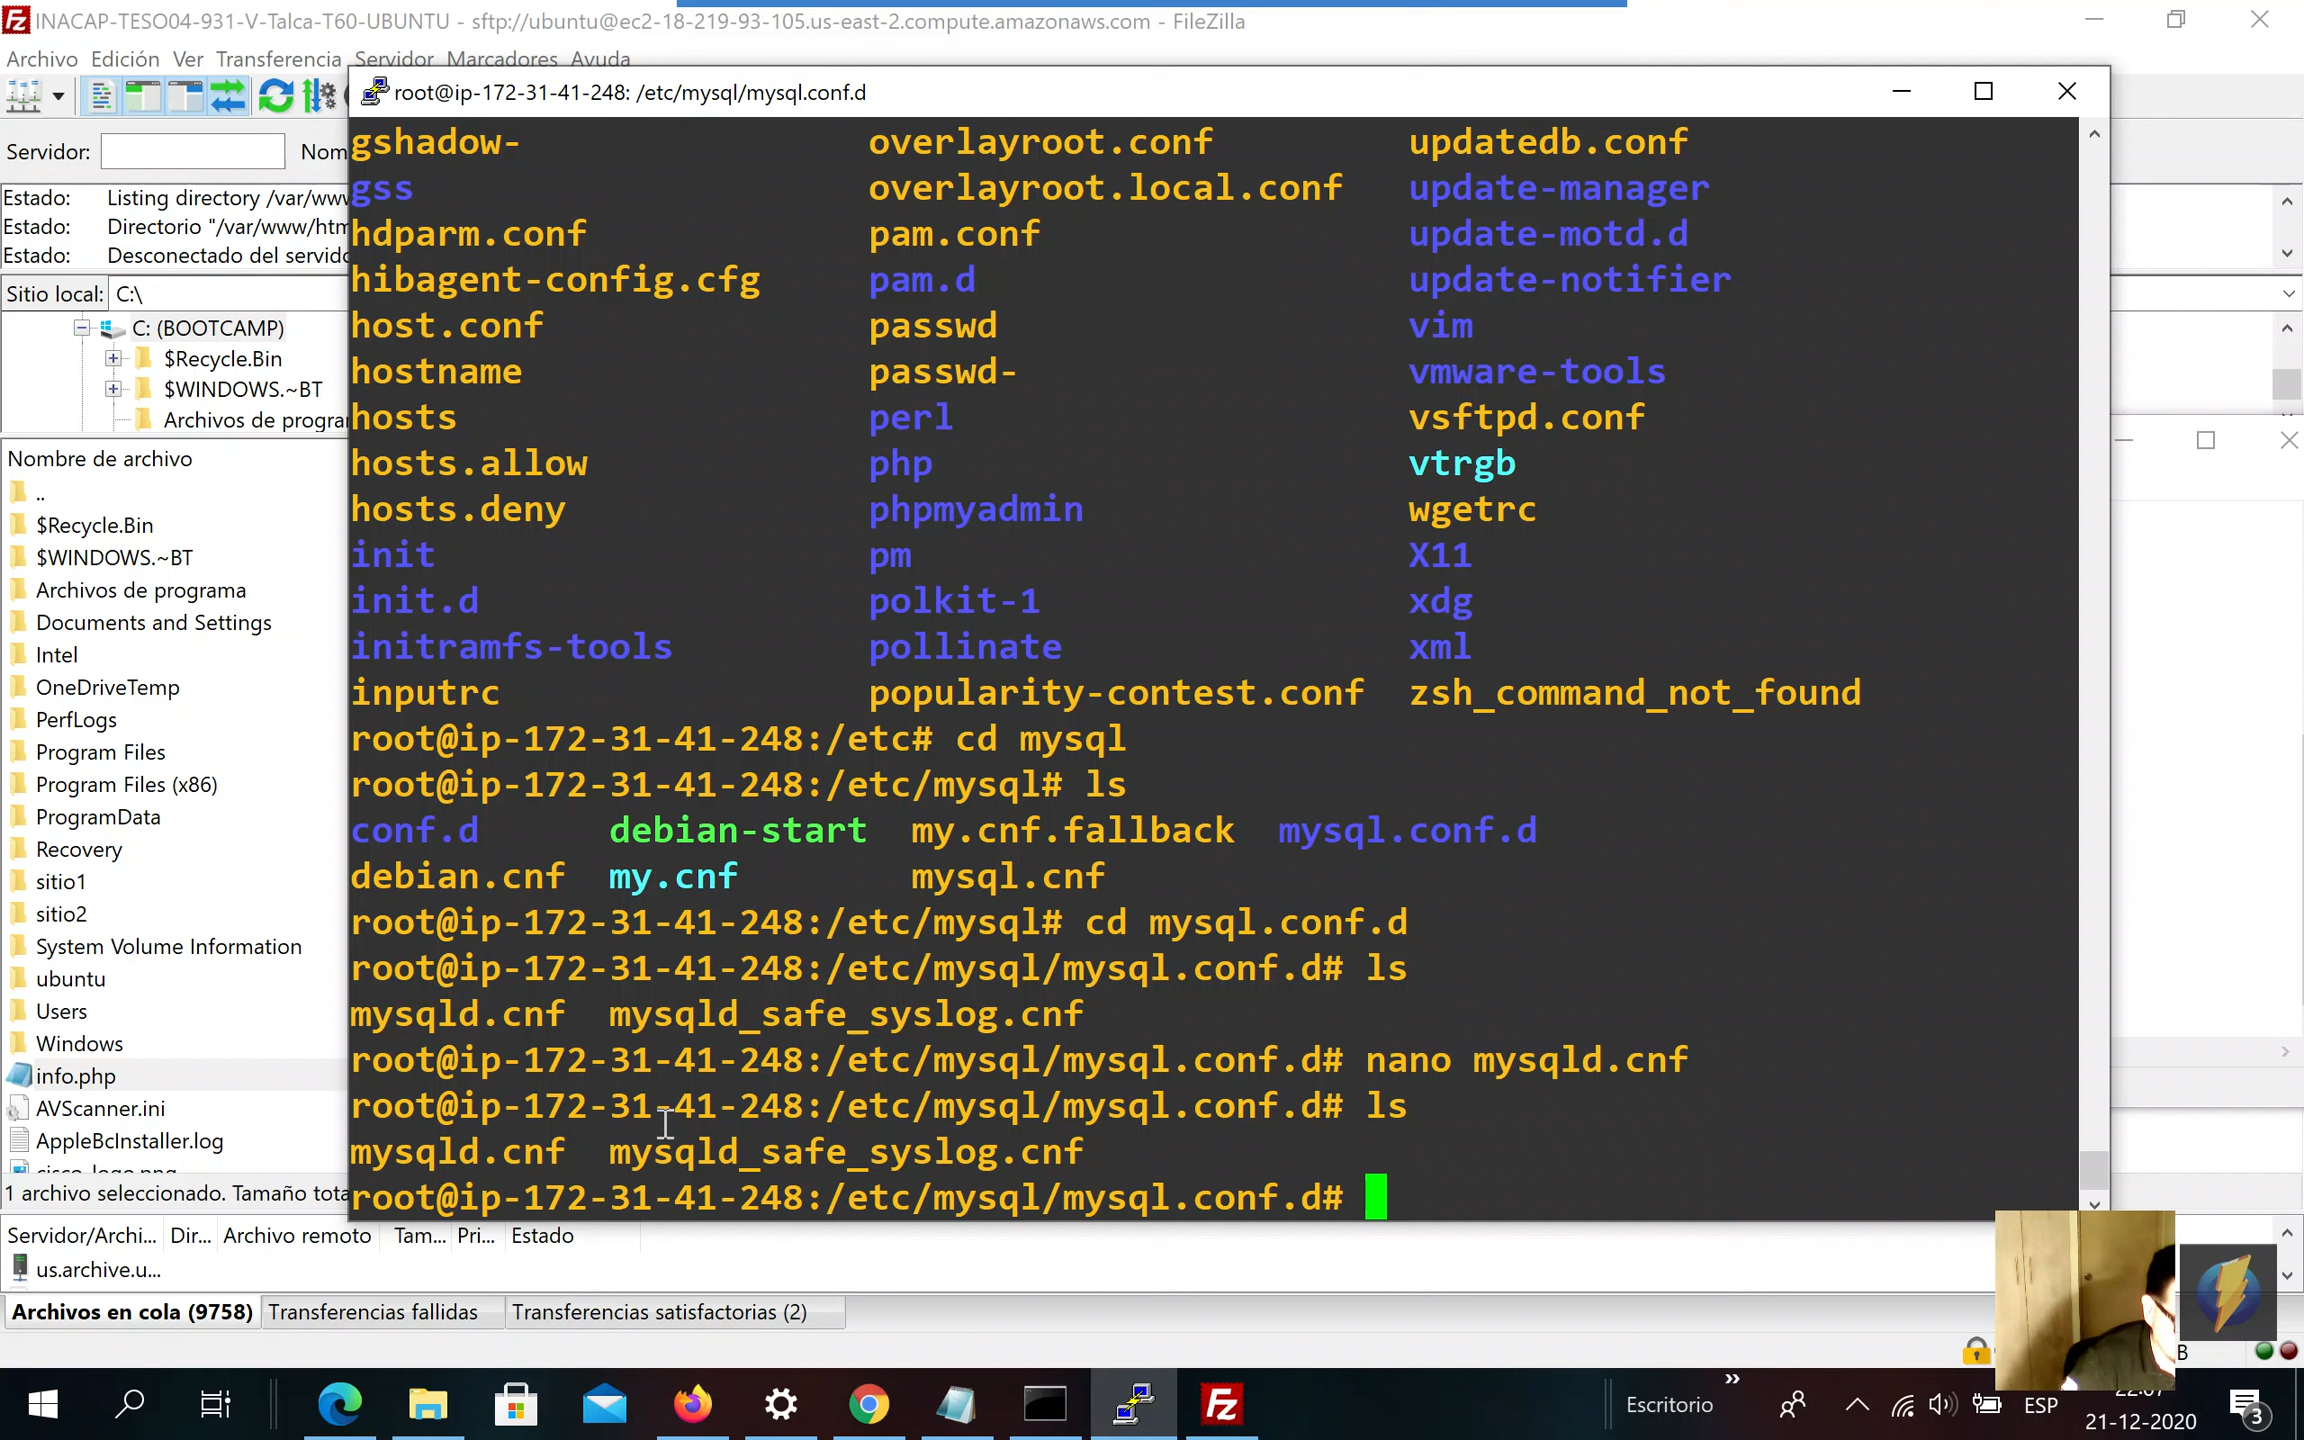 INACAP-TESO04-931-V-Talca-T60-UBUNTU - sftp://ubuntu@ec2-18-219-93-105.us-east-2.compute.amazonaws.com - FileZilla
Archivo Edición Ver Transferencia Servidor Marcadores Ayuda
Servidor: Nom
Estado: Listing directory /var/www
Estado: Directorio "/var/www/htm
Estado: Desconectado del servido
Sitio local: C:\
C: (BOOTCAMP)
$Recycle.Bin
$WINDOWS.~BT
Archivos de progra
Nombre de archivo
..
$Recycle.Bin
$WINDOWS.~BT
Archivos de programa
Documents and Settings
Intel
OneDriveTemp
PerfLogs
Program Files
Program Files (x86)
ProgramData
Recovery
sitio1
sitio2
System Volume Information
ubuntu
Users
Windows
info.php
AVScanner.ini
AppleBcInstaller.log
1 archivo seleccionado. Tamaño tota
root@ip-172-31-41-248: /etc/mysql/mysql.conf.d
gshadow- overlayroot.conf updatedb.conf
gss overlayroot.local.conf update-manager
hdparm.conf pam.conf update-motd.d
hibagent-config.cfg pam.d update-notifier
host.conf passwd vim
hostname passwd- vmware-tools
hosts perl vsftpd.conf
hosts.allow php vtrgb
hosts.deny phpmyadmin wgetrc
init pm X11
init.d polkit-1 xdg
initramfs-tools pollinate xml
inputrc popularity-contest.conf zsh_command_not_found
root@ip-172-31-41-248:/etc# cd mysql
root@ip-172-31-41-248:/etc/mysql# ls
conf.d debian-start my.cnf.fallback mysql.conf.d
debian.cnf my.cnf mysql.cnf
root@ip-172-31-41-248:/etc/mysql# cd mysql.conf.d
root@ip-172-31-41-248:/etc/mysql/mysql.conf.d# ls
mysqld.cnf mysqld_safe_syslog.cnf
root@ip-172-31-41-248:/etc/mysql/mysql.conf.d# nano mysqld.cnf
root@ip-172-31-41-248:/etc/mysql/mysql.conf.d# ls
mysqld.cnf mysqld_safe_syslog.cnf
root@ip-172-31-41-248:/etc/mysql/mysql.conf.d#
Servidor/Archi... Dir... Archivo remoto Tam... Pri... Estado
us.archive.u...
Archivos en cola (9758) Transferencias fallidas Transferencias satisfactorias (2)
B
Escritorio
ESP
21-12-2020
3